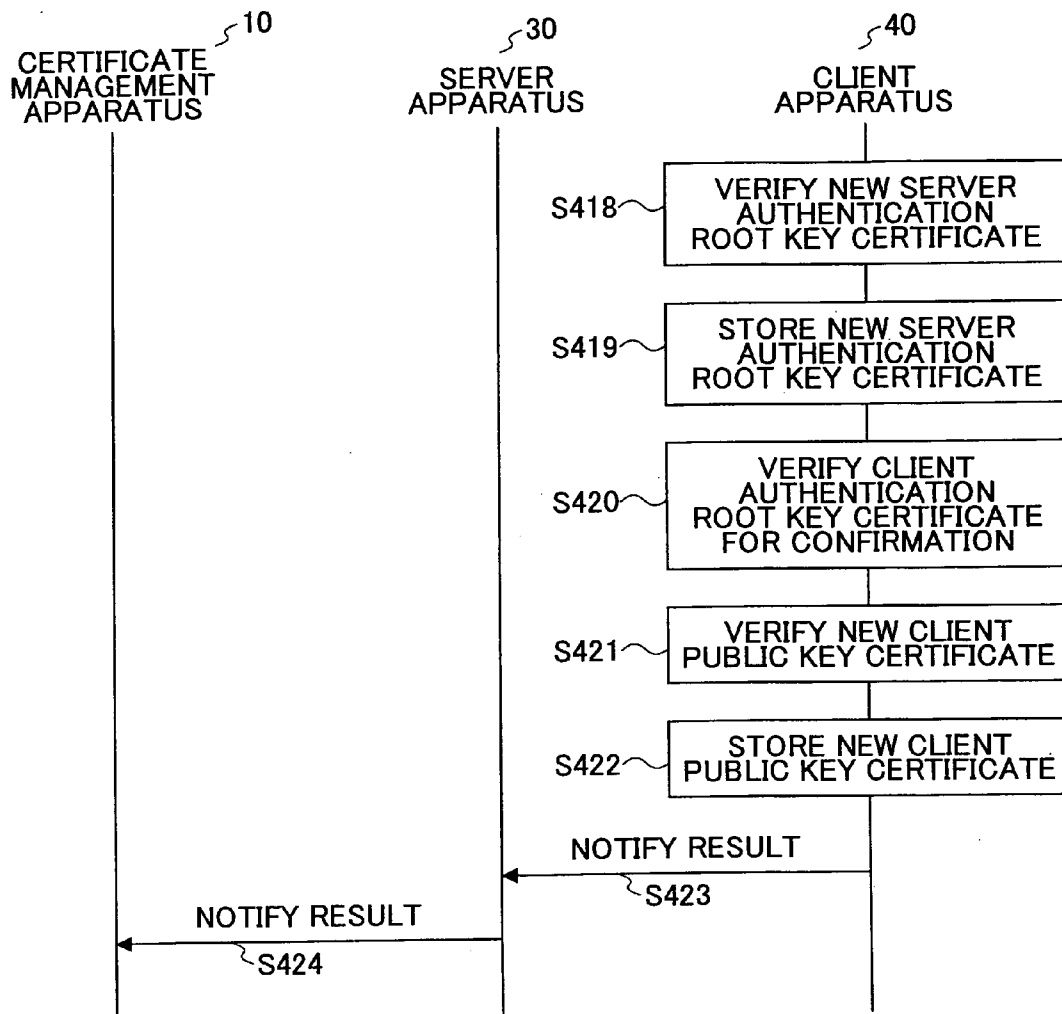 10
CERTIFICATE
MANAGEMENT
APPARATUS
30
SERVER
APPARATUS
40
CLIENT
APPARATUS
S418
VERIFY NEW SERVER
AUTHENTICATION
ROOT KEY CERTIFICATE
S419
STORE NEW SERVER
AUTHENTICATION
ROOT KEY CERTIFICATE
S420
VERIFY CLIENT
AUTHENTICATION
ROOT KEY CERTIFICATE
FOR CONFIRMATION
S421
VERIFY NEW CLIENT
PUBLIC KEY CERTIFICATE
S422
STORE NEW CLIENT
PUBLIC KEY CERTIFICATE
NOTIFY RESULT
S423
NOTIFY RESULT
S424